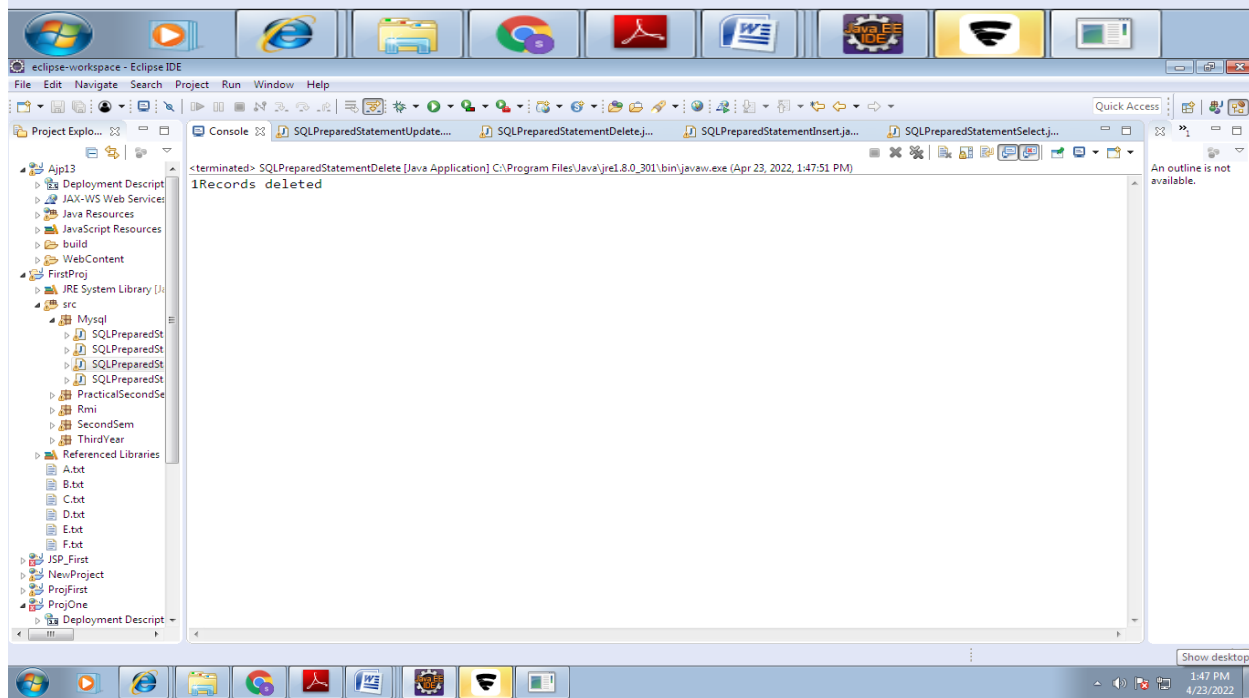 Java EE
IDE
eclipse-workspace - Eclipse IDE
File Edit Navigate Search Project Run Window Help
Quick Access
Project Explo...
Console
SQLPreparedStatementUpdate....
SQLPreparedStatementDelete.j...
SQLPreparedStatementInsert.ja...
SQLPreparedStatementSelect.j...
<terminated> SQLPreparedStatementDelete [Java Application] C:\Program Files\Java\jre1.8.0_301\bin\javaw.exe (Apr 23, 2022, 1:47:51 PM)
1Records deleted
An outline is not
available.
Ajp13
Deployment Descript
JAX-WS Web Services
Java Resources
JavaScript Resources
build
WebContent
FirstProj
JRE System Library [Ja
src
Mysql
SQLPreparedSt
SQLPreparedSt
SQLPreparedSt
SQLPreparedSt
PracticalSecondSe
Rmi
SecondSem
ThirdYear
Referenced Libraries
A.txt
B.txt
C.txt
D.txt
E.txt
F.txt
JSP_First
NewProject
ProjFirst
ProjOne
Deployment Descript
Show desktop
1:47 PM
4/23/2022